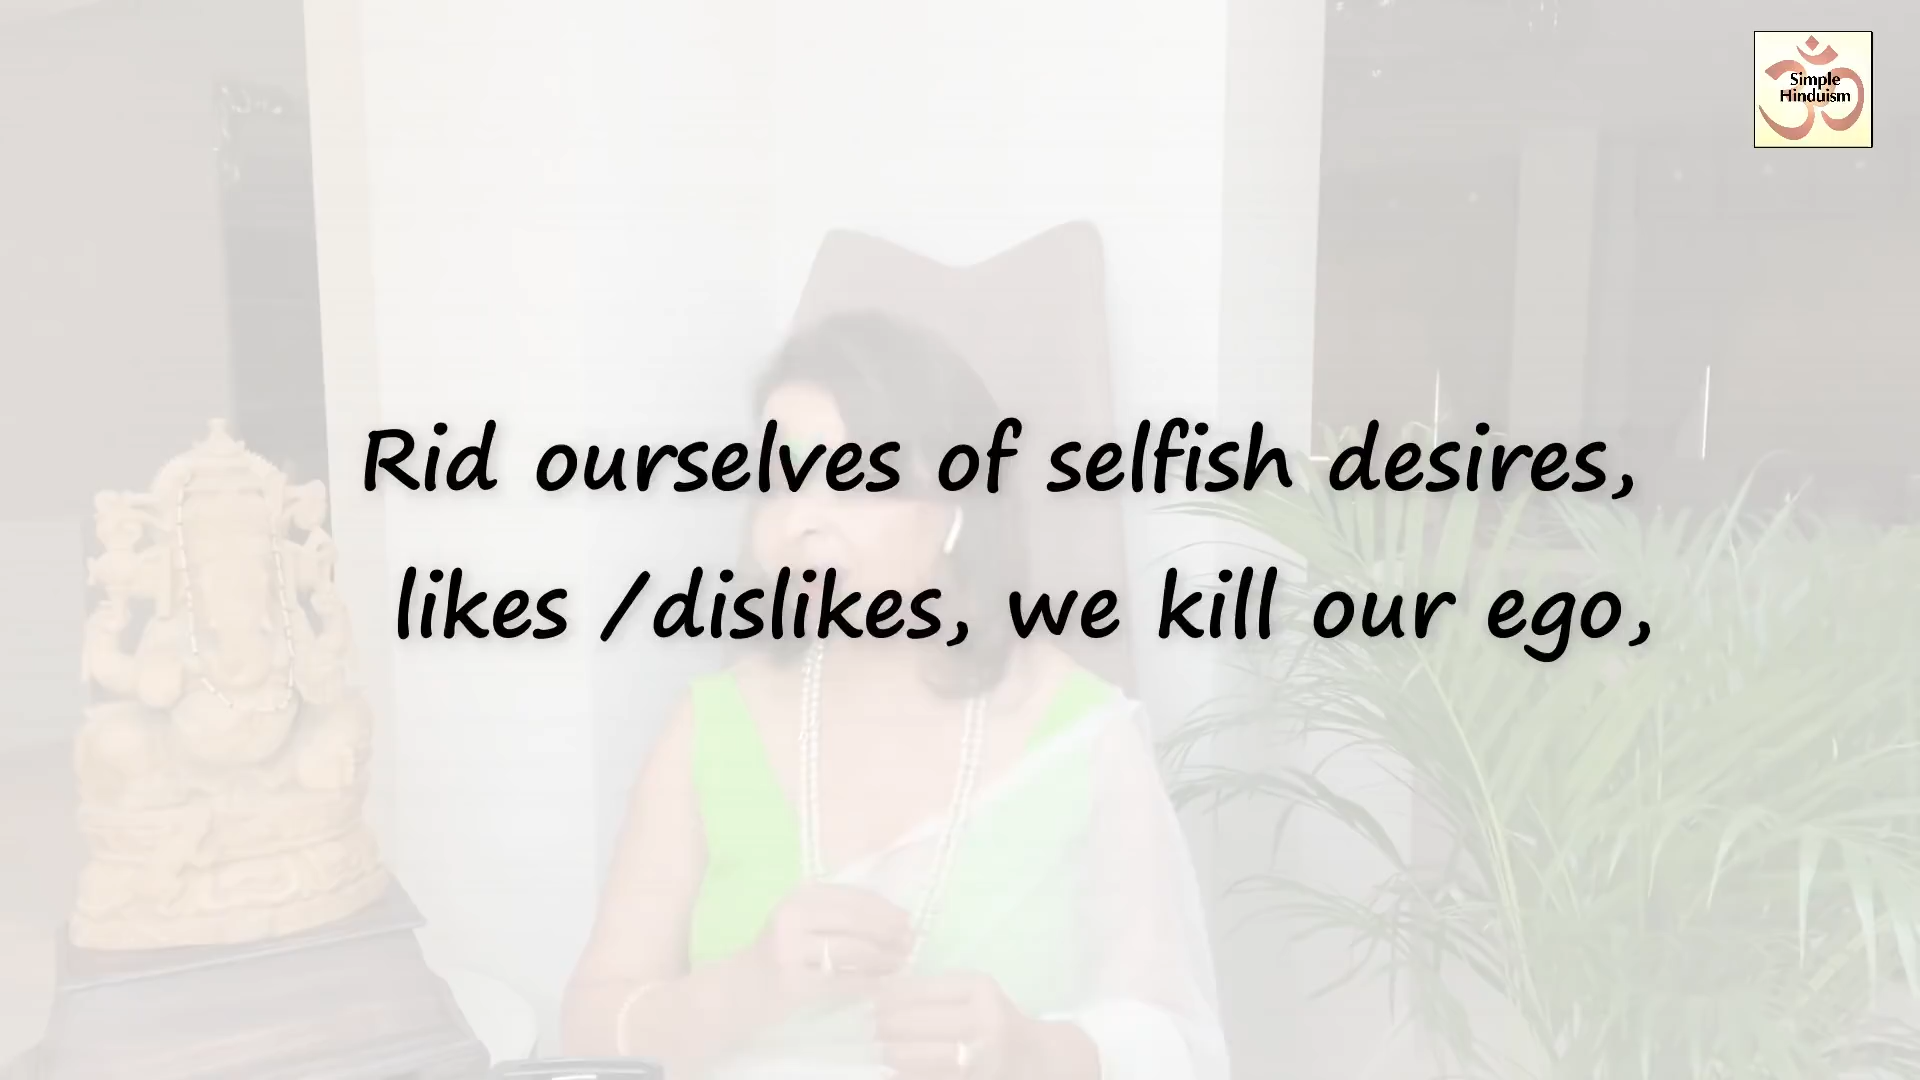 Simple
Hinduism
Rid ourselves of selfish desires,
likes /dislikes, we kill our ego,